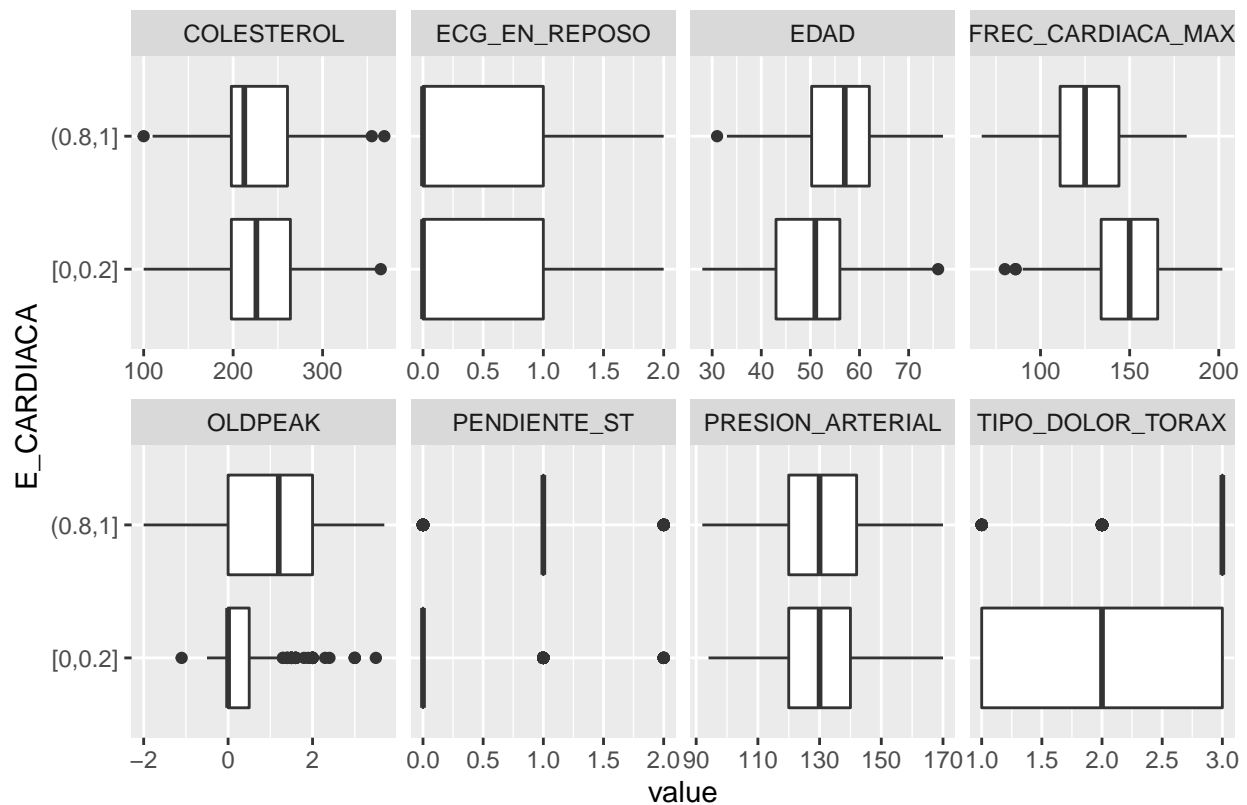 COLESTEROL ECG_EN_REPOSO EDAD FREC_CARDIACA_MAX
(0.8,1]
[0,0.2]
100 200 300 0.0 0.5 1.0 1.5 2.0 30 40 50 60 70 100 150 200
E_CARDIACA
OLDPEAK PENDIENTE_ST PRESION_ARTERIAL TIPO_DOLOR_TORAX
(0.8,1]
[0,0.2]
−2 0 2 0.0 0.5 1.0 1.5 2.0 90 110 130 150 170 1.0 1.5 2.0 2.5 3.0
value